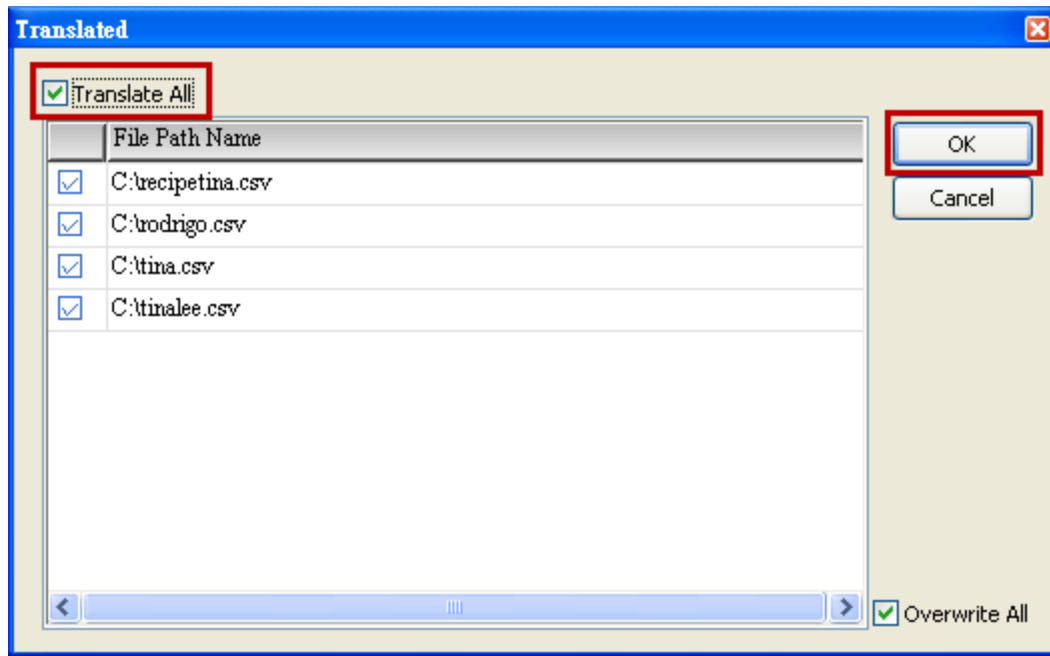 Translated
Translate All
File Path Name
OK
C:\recipetina.csv
Cancel
C:\rodrigo.csv
C:\tina.csv
C:\tinalee.csv
Overwrite All